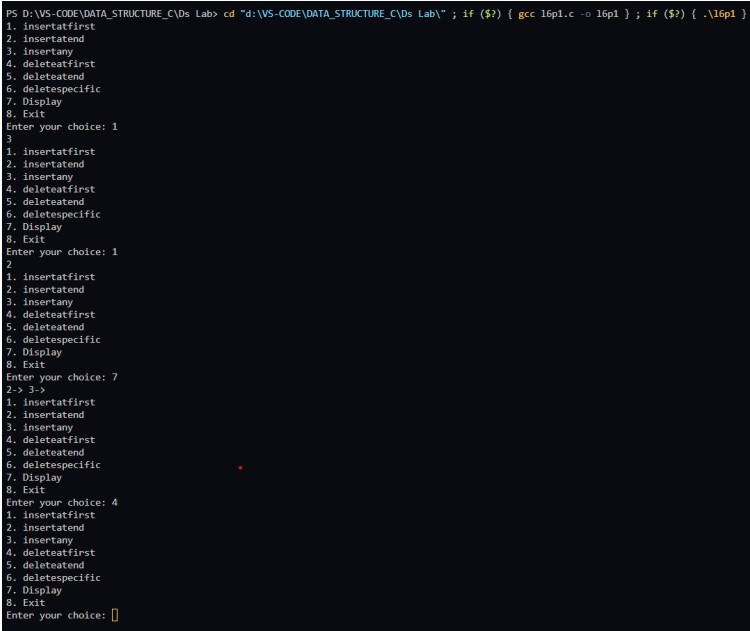 PS D:\VS-CODE\DATA_STRUCTURE_C\Ds Lab> cd "d:\VS-CODE\DATA_STRUCTURE_C\Ds Lab\" ; if ($?) { gcc l6p1.c -o l6p1 } ; if ($?) { .\l6p1 }
1. insertatfirst
2. insertatend
3. insertany
4. deleteatfirst
5. deleteatend
6. deletespecific
7. Display
8. Exit
Enter your choice: 1
3
1. insertatfirst
2. insertatend
3. insertany
4. deleteatfirst
5. deleteatend
6. deletespecific
7. Display
8. Exit
Enter your choice: 1
2
1. insertatfirst
2. insertatend
3. insertany
4. deleteatfirst
5. deleteatend
6. deletespecific
7. Display
8. Exit
Enter your choice: 7
2-> 3->
1. insertatfirst
2. insertatend
3. insertany
4. deleteatfirst
5. deleteatend
6. deletespecific
7. Display
8. Exit
Enter your choice: 4
1. insertatfirst
2. insertatend
3. insertany
4. deleteatfirst
5. deleteatend
6. deletespecific
7. Display
8. Exit
Enter your choice: